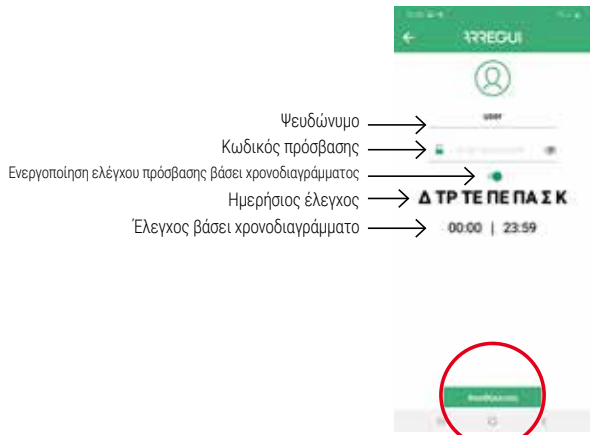 ARREGUI
user
Ψευδώνυμο
Κωδικός πρόσβασης
Ενεργοποίηση ελέγχου πρόσβασης βάσει χρονοδιαγράμματος
Ημερήσιος έλεγχος
Δ ΤΡ ΤΕ ΠΕ ΠΑ Σ Κ
Έλεγχος βάσει χρονοδιαγράμματο
00:00 | 23:59